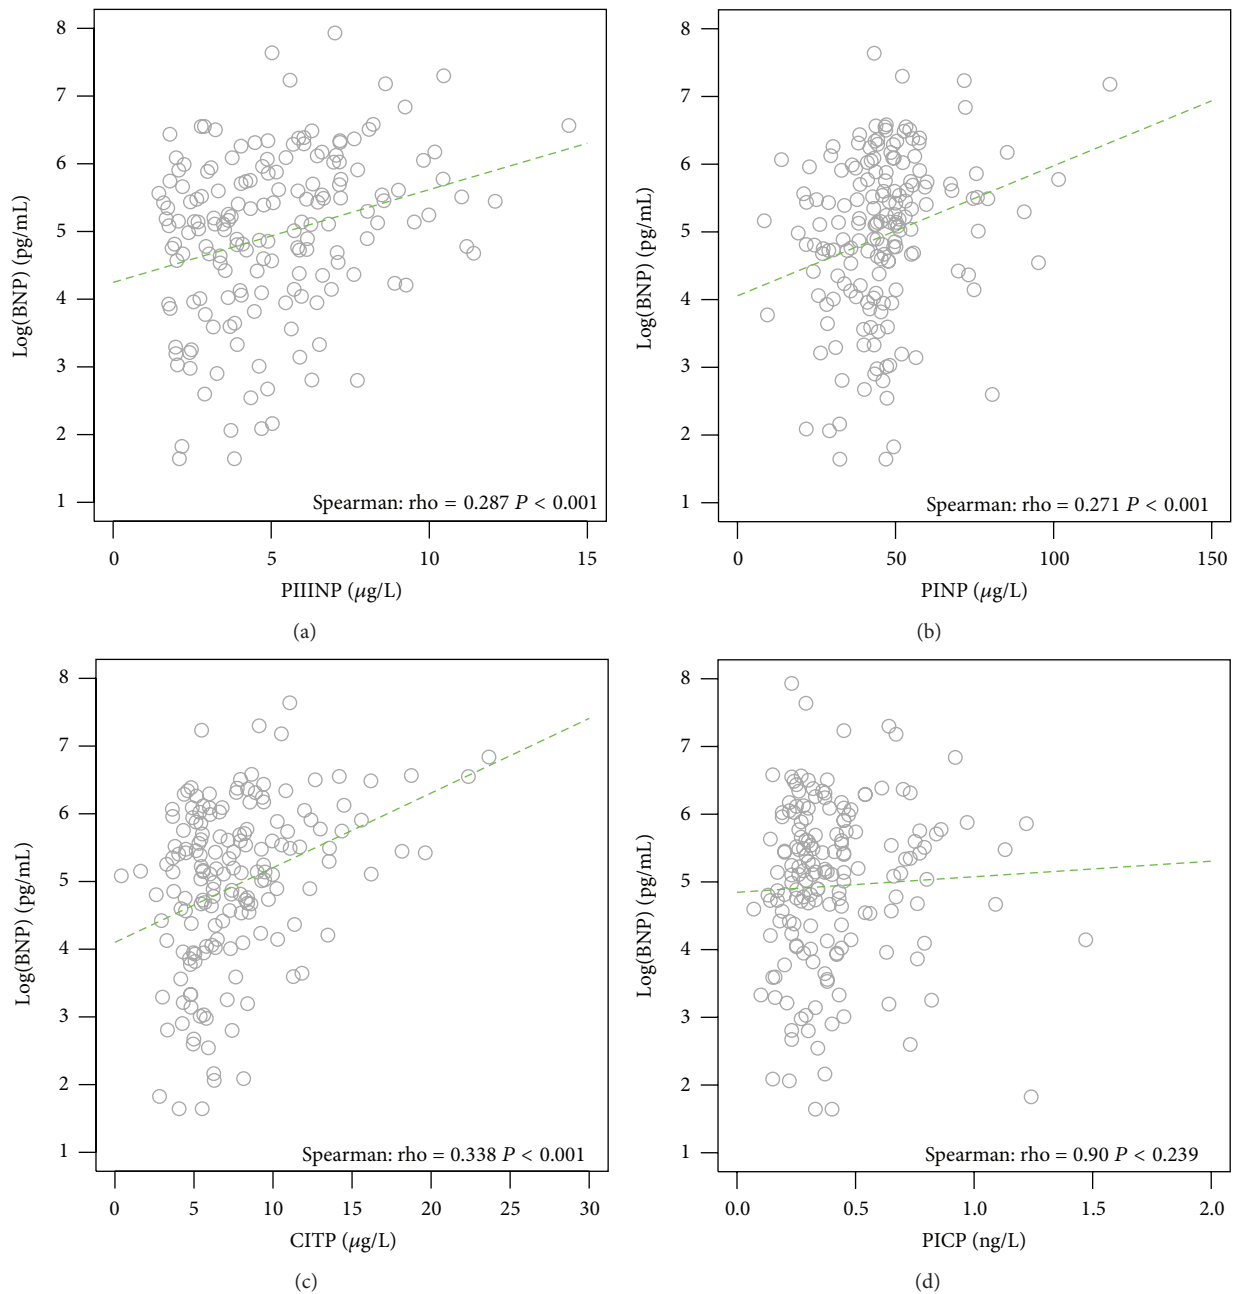 8
7
6
5
4
3
2
1
Log(BNP) (pg/mL)
Spearman: rho = 0.287 P < 0.001
0 5 10 15
PIIINP (μg/L)
(a)
8
7
6
5
4
3
2
1
Log(BNP) (pg/mL)
Spearman: rho = 0.271 P < 0.001
0 50 100 150
PINP (μg/L)
(b)
8
7
6
5
4
3
2
1
Log(BNP) (pg/mL)
Spearman: rho = 0.338 P < 0.001
0 5 10 15 20 25 30
CITP (μg/L)
(c)
8
7
6
5
4
3
2
1
Log(BNP) (pg/mL)
Spearman: rho = 0.90 P < 0.239
0.0 0.5 1.0 1.5 2.0
PICP (ng/L)
(d)